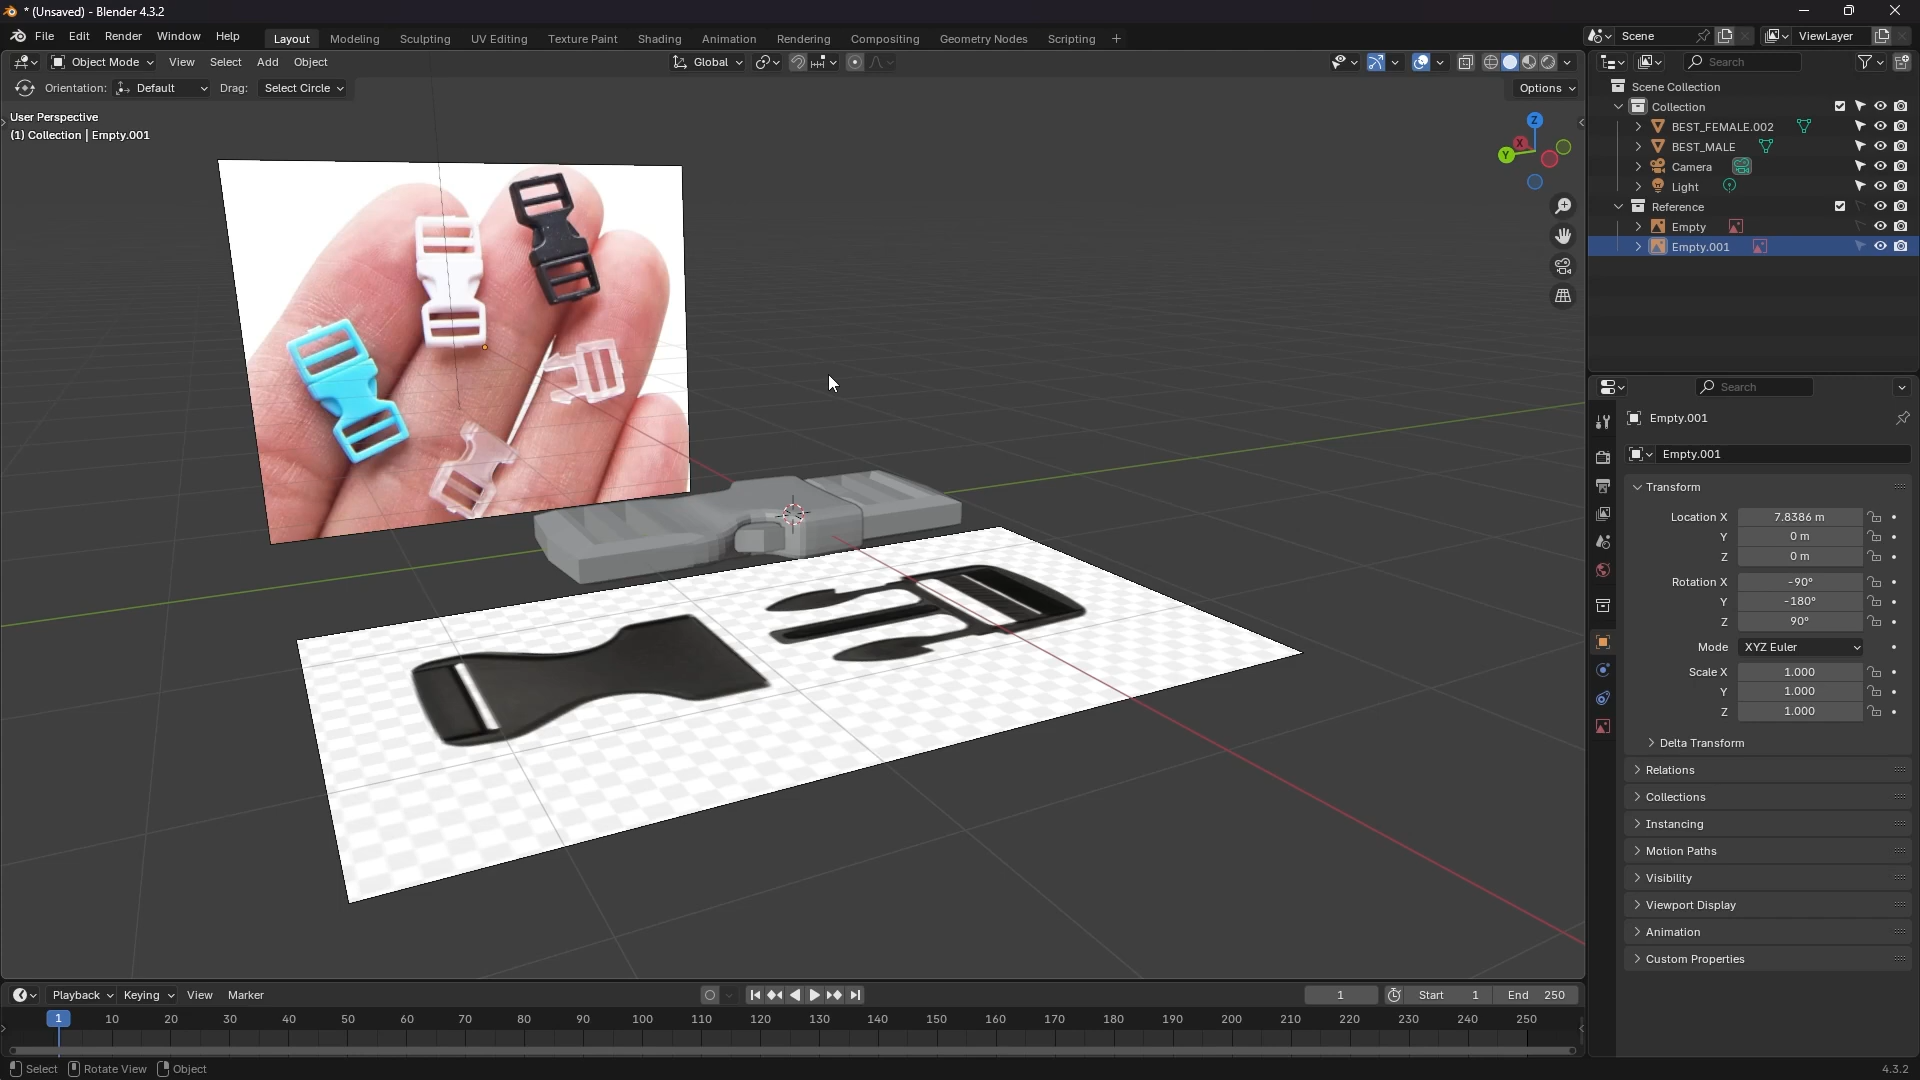 * (Unsaved) - Blender 4.3.2
File Edit Render Window Help
Layout Modeling Sculpting UV Editing Texture Paint Shading Animation Rendering Compositing Geometry Nodes Scripting +
Scene
ViewLayer
Object Mode View Select Add Object
Global
Search
Orientation: Default Drag: Select Circle
Options
User Perspective
(1) Collection | Empty.001
Z
X
Y
Scene Collection
Collection
BEST_FEMALE.002
BEST_MALE
Camera
Light
Reference
Empty
Empty.001
Search
Empty.001
Empty.001
Transform
Location X 7.8386 m
Y 0 m
Z 0 m
Rotation X -90°
Y -180°
Z 90°
Mode XYZ Euler
Scale X 1.000
Y 1.000
Z 1.000
Delta Transform
Relations
Collections
Instancing
Motion Paths
Visibility
Viewport Display
Animation
Custom Properties
Playback Keying View Marker
1 Start 1 End 250
1 10 20 30 40 50 60 70 80 90 100 110 120 130 140 150 160 170 180 190 200 210 220 230 240 250
Select Rotate View Object
4.3.2